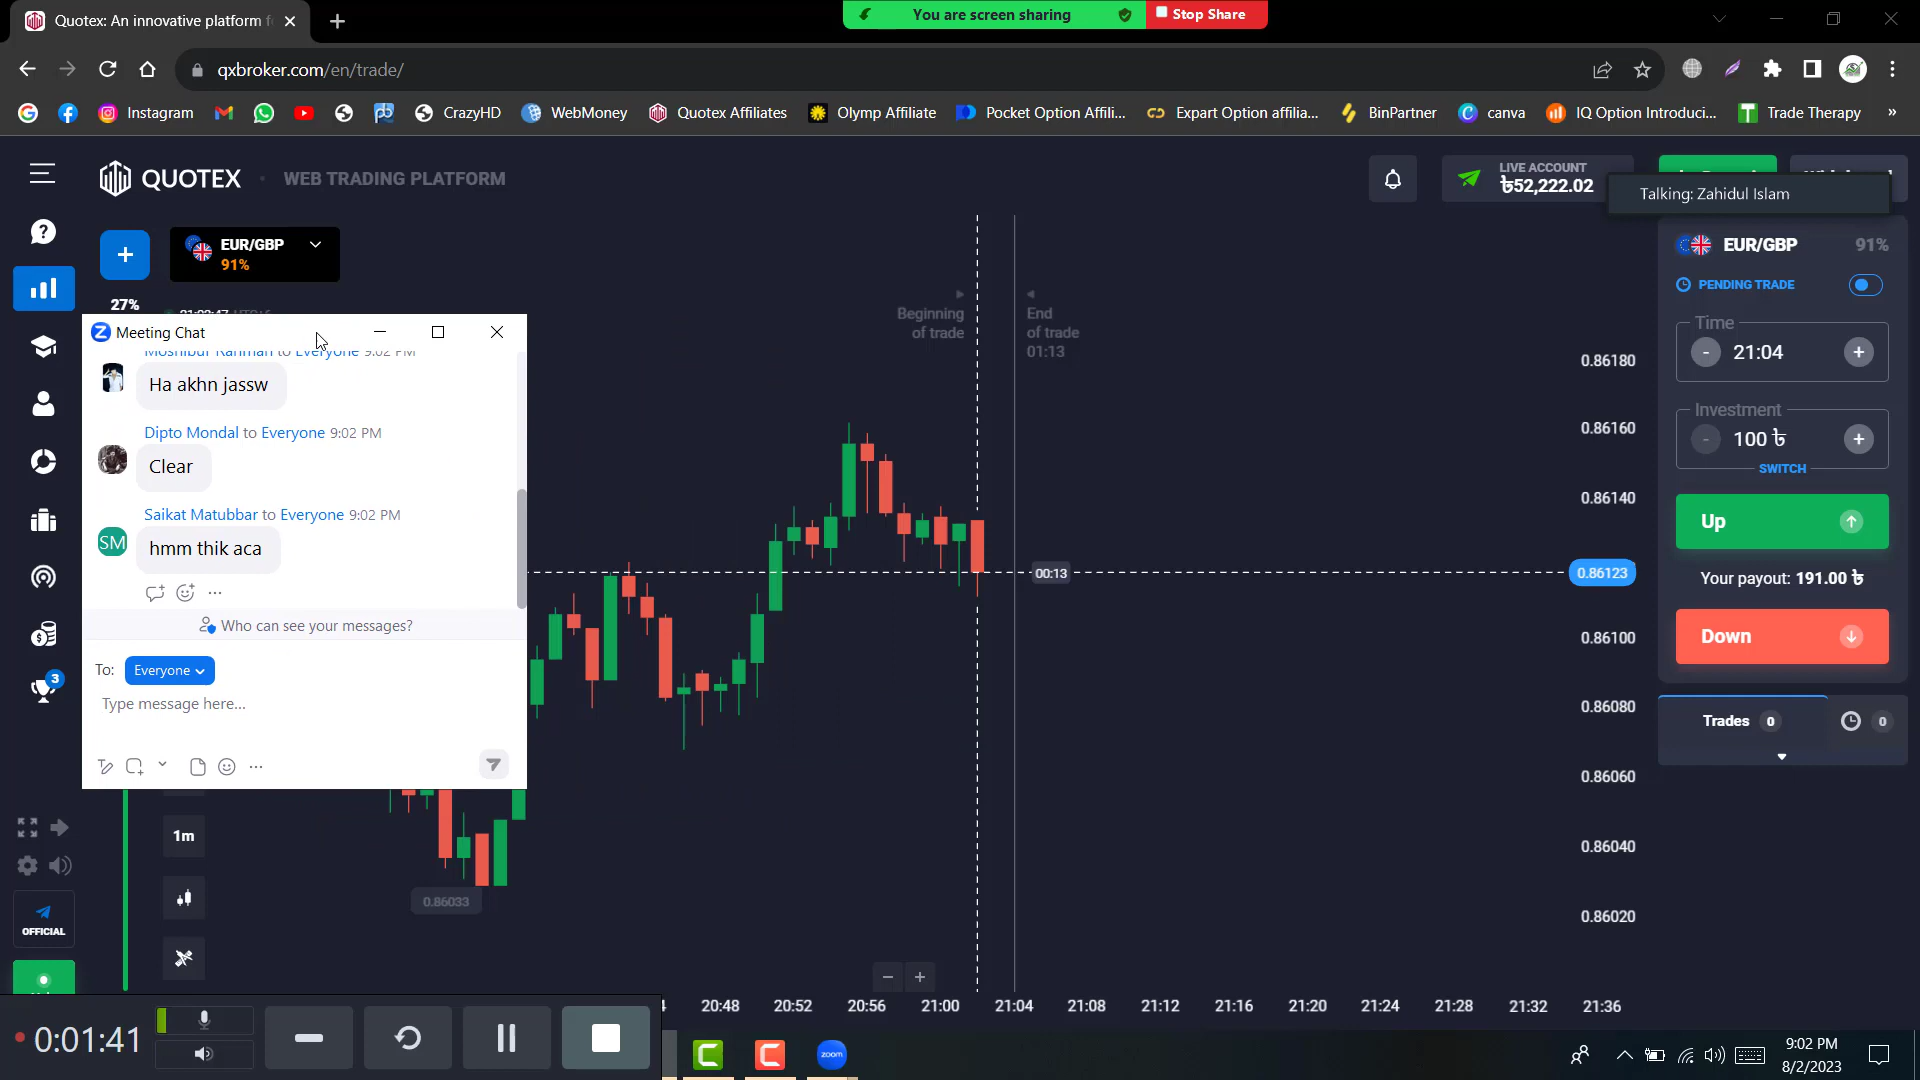 Quotex: An innovative platform f
You are screen sharing
Stop Share
qxbroker.com/en/trade/
Instagram
CrazyHD
WebMoney
Quotex Affiliates
Olymp Affiliate
Pocket Option Affili...
Expart Option affilia...
BinPartner
canva
IQ Option Introduci...
Trade Therapy
»
QUOTEX
WEB TRADING PLATFORM
LIVE ACCOUNT
৳52,222.02
Talking: Zahidul Islam
EUR/GBP
91%
27%
Beginning
of trade
End
of trade
01:13
EUR/GBP
91%
PENDING TRADE
Time
- 21:04 +
Investment
- 100 ৳ +
SWITCH
Up
Your payout: 191.00 ৳
Down
Trades 0
0
Meeting Chat
Moshibur Rahman to Everyone 9:02 PM
Ha akhn jassw
Dipto Mondal to Everyone 9:02 PM
Clear
Saikat Matubbar to Everyone 9:02 PM
SM
hmm thik aca
Who can see your messages?
To: Everyone
Type message here...
0.86180
0.86160
0.86140
0.86123
0.86100
0.86080
0.86060
0.86040
0.86020
00:13
0.86033
1m
3
OFFICIAL
20:48
20:52
20:56
21:00
21:04
21:08
21:12
21:16
21:20
21:24
21:28
21:32
21:36
0:01:41
zoom
9:02 PM
8/2/2023